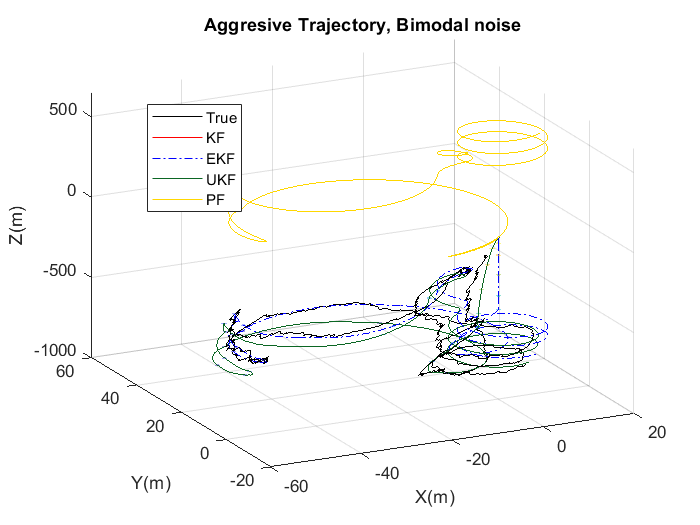 Aggresive Trajectory, Bimodal noise
True
KF
EKF
UKF
PF
500
0
-500
-1000
Z(m)
60
40
20
0
-20
Y(m)
-60
-40
-20
0
20
X(m)